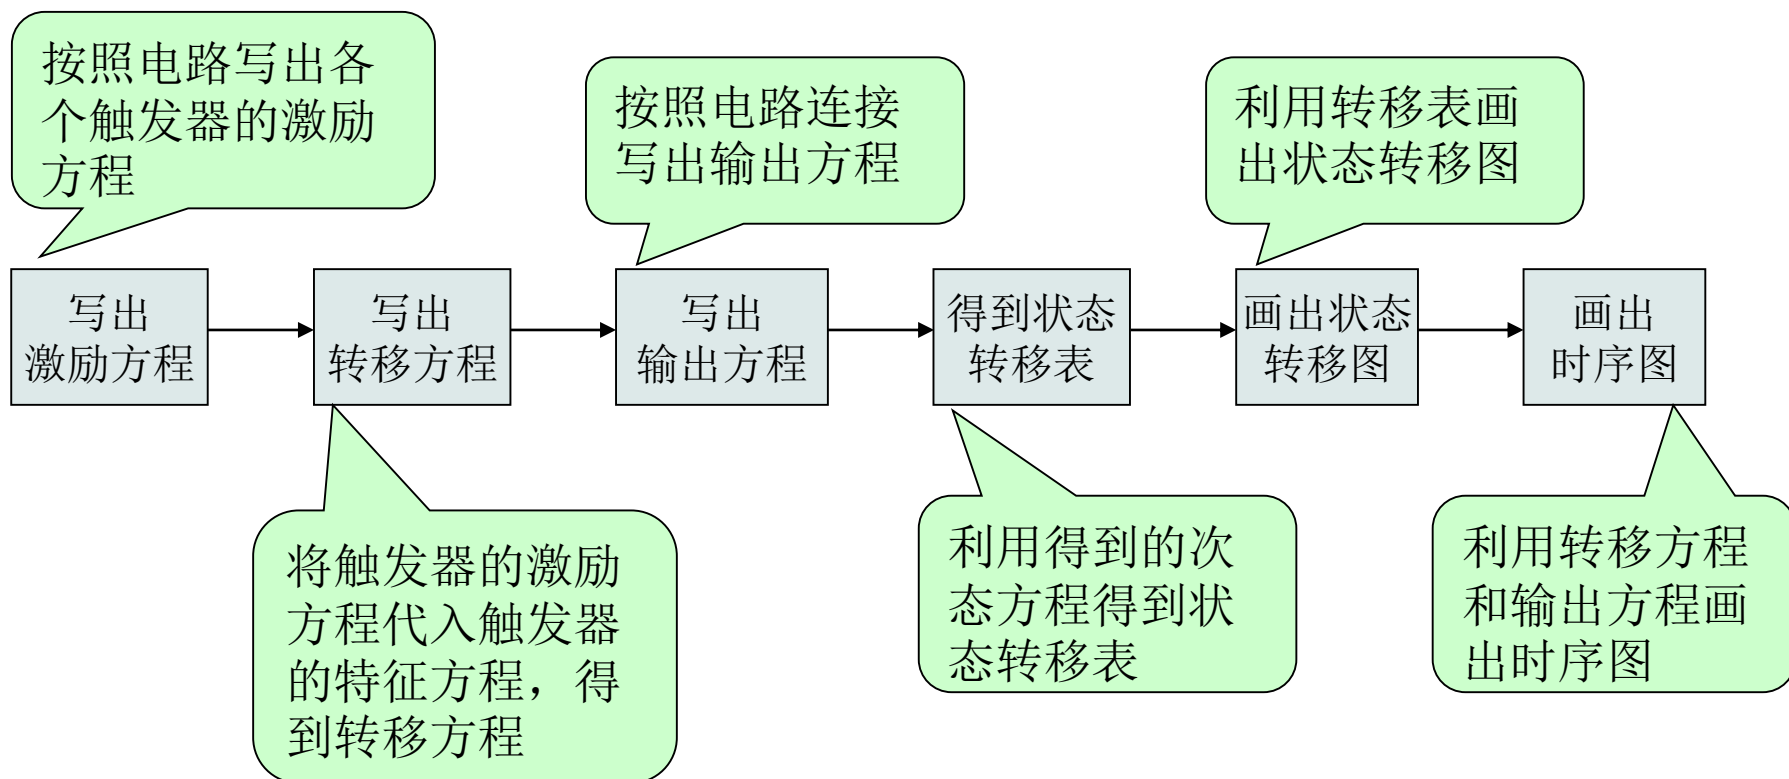 按照电路写出各
个触发器的激励
方程
按照电路连接
写出输出方程
利用转移表画
出状态转移图
写出
激励方程
写出
转移方程
写出
输出方程
得到状态
转移表
画出状态
转移图
画出
时序图
将触发器的激励
方程代入触发器
的特征方程，得
到转移方程
利用得到的次
态方程得到状
态转移表
利用转移方程
和输出方程画
出时序图